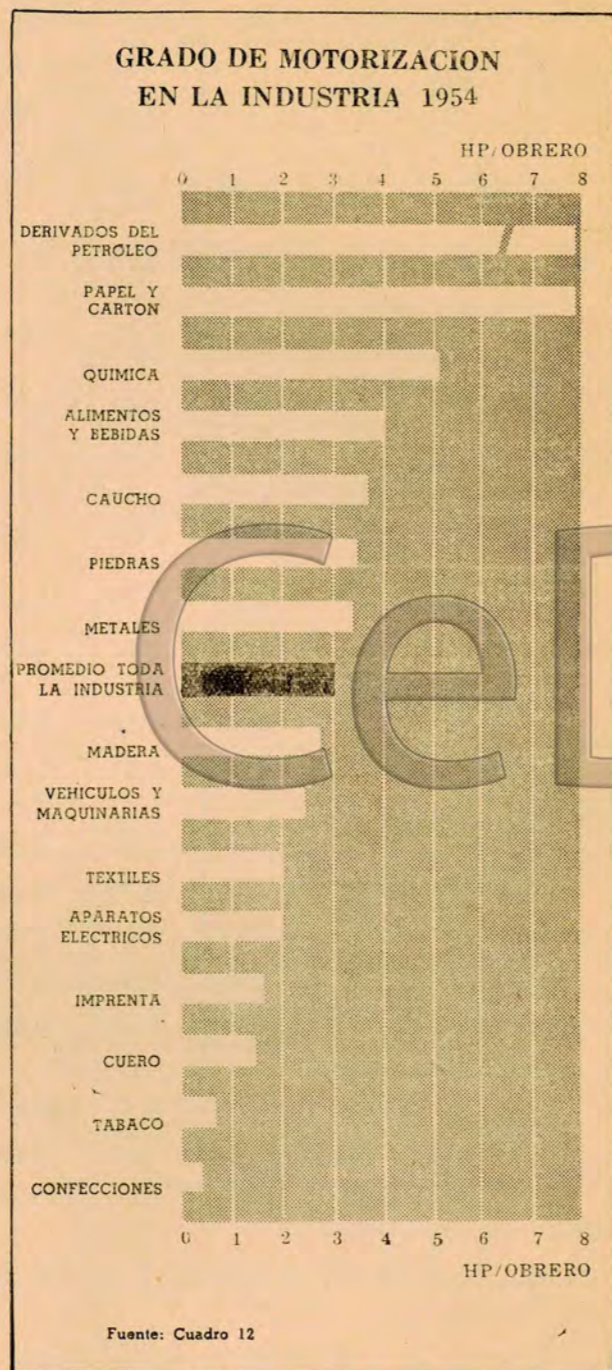 GRADO DE MOTORIZACION
EN LA INDUSTRIA 1954
HP/OBRERO
0 1 2 3 4 5 6 7 8
DERIVADOS DEL
PETROLEO
PAPEL Y
CARTON
QUIMICA
ALIMENTOS
Y BEBIDAS
CAUCHO
PIEDRAS
METALES
PROMEDIO TODA
LA INDUSTRIA
MADERA
VEHICULOS Y
MAQUINARIAS
TEXTILES
APARATOS
ELECTRICOS
IMPRENTA
CUERO
TABACO
CONFECCIONES
0 1 2 3 4 5 6 7 8
HP/OBRERO
Fuente: Cuadro 12